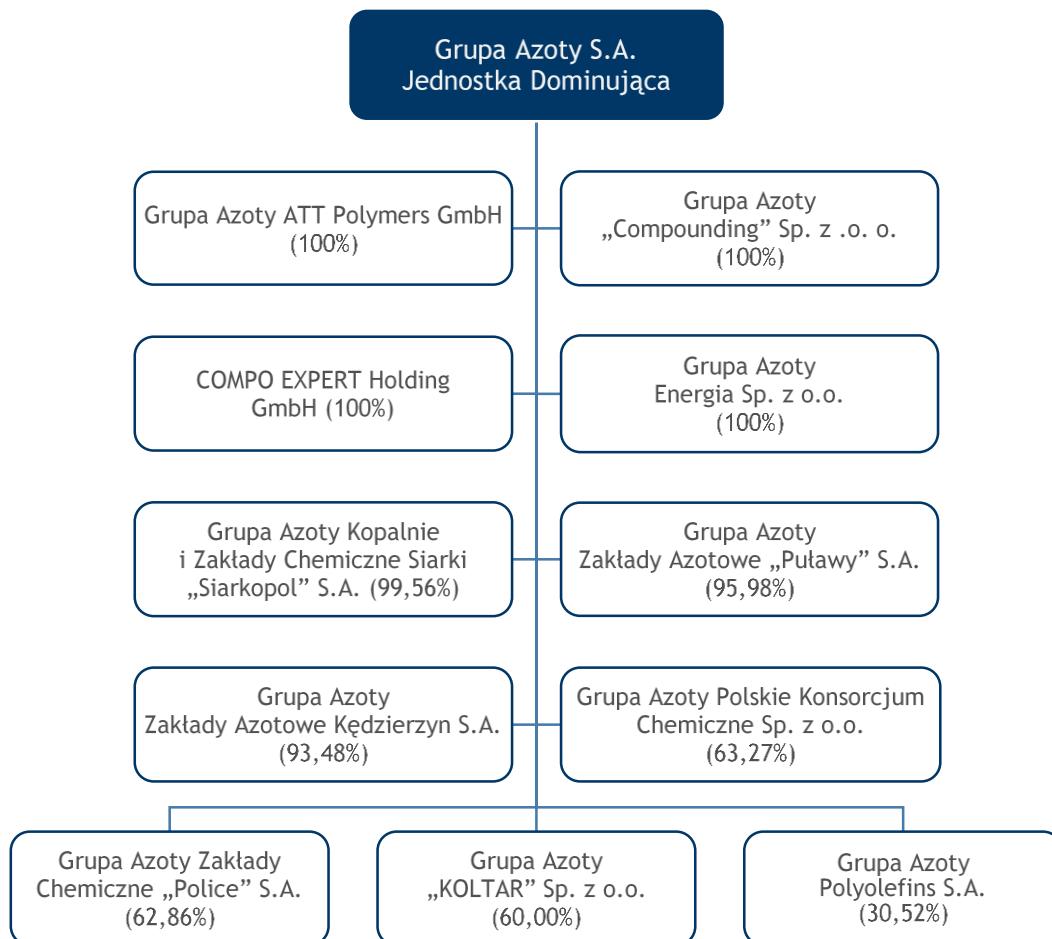 Grupa Azoty S.A.
Jednostka Dominująca
Grupa Azoty ATT Polymers GmbH
(100%)
Grupa Azoty
„Compounding” Sp. z .o. o.
(100%)
COMPO EXPERT Holding
GmbH (100%)
Grupa Azoty
Energia Sp. z o.o.
(100%)
Grupa Azoty Kopalnie
i Zakłady Chemiczne Siarki
„Siarkopol” S.A. (99,56%)
Grupa Azoty
Zakłady Azotowe „Puławy” S.A.
(95,98%)
Grupa Azoty
Zakłady Azotowe Kędzierzyn S.A.
(93,48%)
Grupa Azoty Polskie Konsorcjum
Chemiczne Sp. z o.o.
(63,27%)
Grupa Azoty Zakłady
Chemiczne „Police” S.A.
(62,86%)
Grupa Azoty
„KOLTAR” Sp. z o.o.
(60,00%)
Grupa Azoty
Polyolefins S.A.
(30,52%)